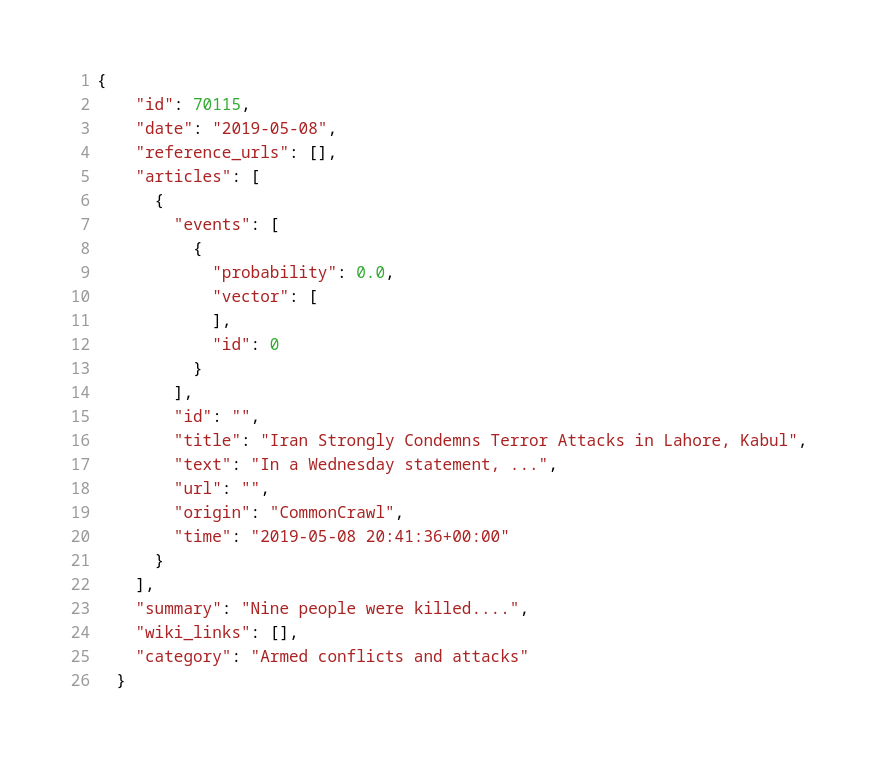 1 {
2     "id": 70115,
3     "date": "2019-05-08",
4     "reference_urls": [],
5     "articles": [
6       {
7         "events": [
8           {
9             "probability": 0.0,
10             "vector": [
11             ],
12             "id": 0
13           }
14         ],
15         "id": "",
16         "title": "Iran Strongly Condemns Terror Attacks in Lahore, Kabul",
17         "text": "In a Wednesday statement, ...",
18         "url": "",
19         "origin": "CommonCrawl",
20         "time": "2019-05-08 20:41:36+00:00"
21       }
22     ],
23     "summary": "Nine people were killed....",
24     "wiki_links": [],
25     "category": "Armed conflicts and attacks"
26   }